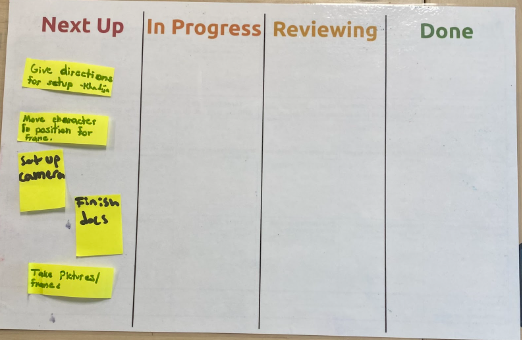 Next Up
In Progress
Reviewing
Done
Give directions
for setup -Khadija
Move character
to position for
frame.
Set up
camera
Finish
docs
Take Pictures/
frames